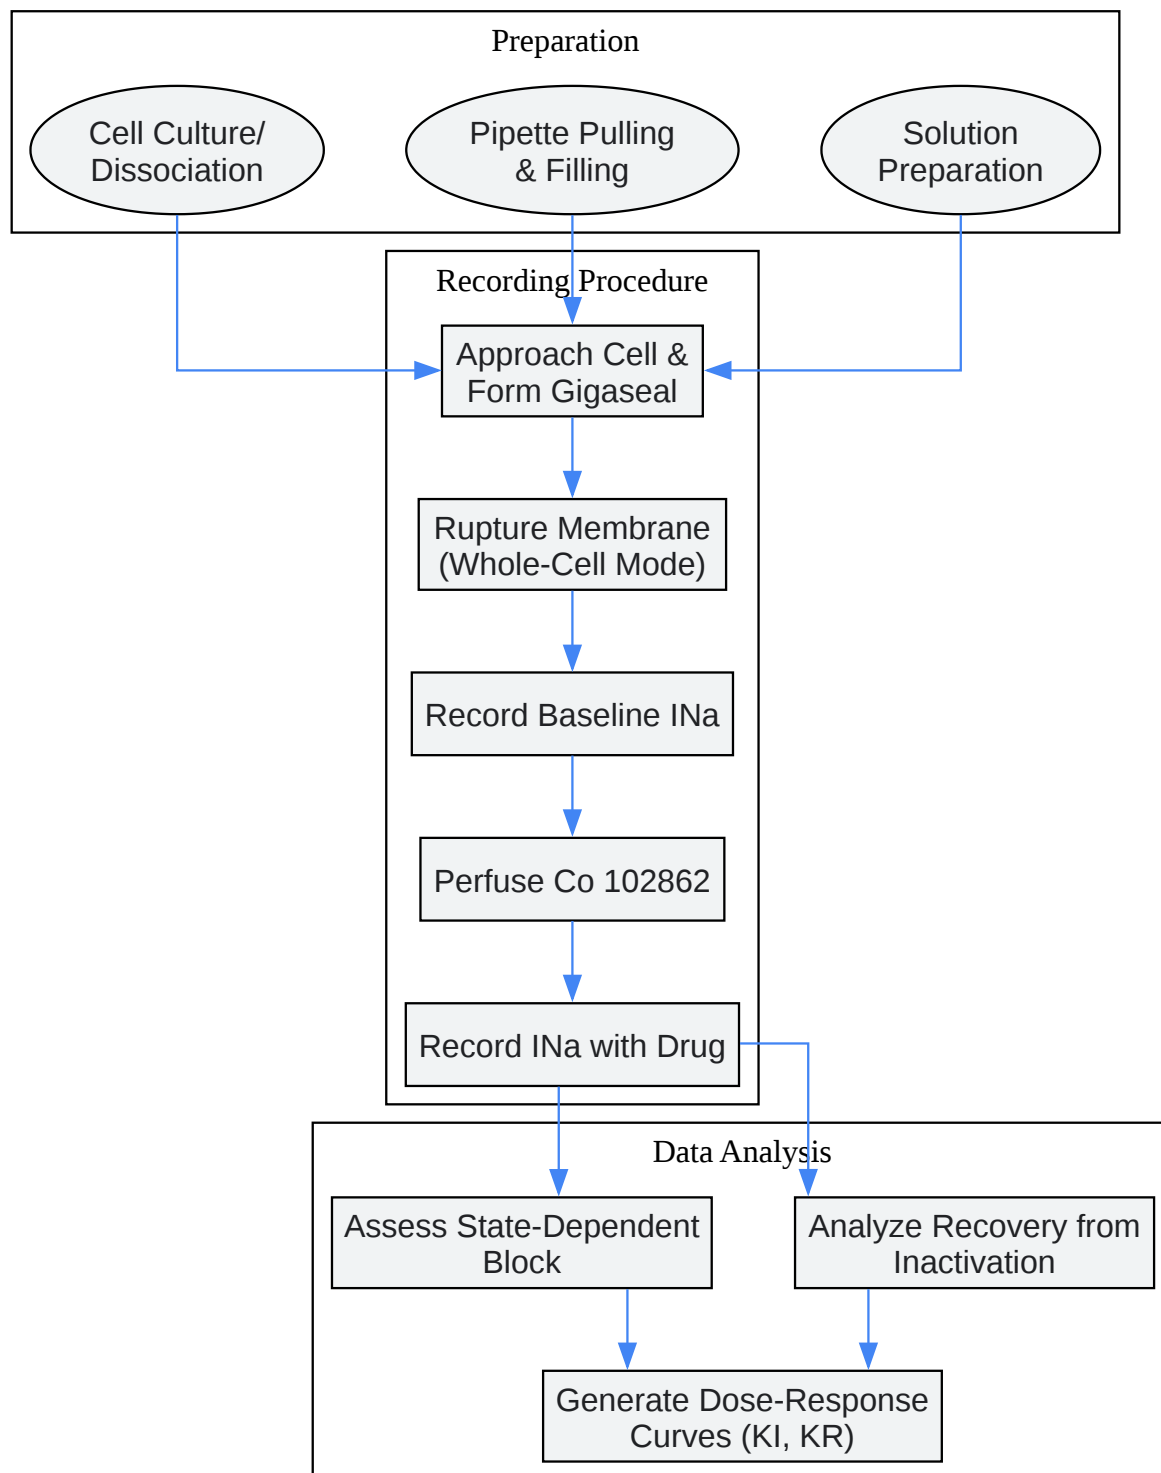 Preparation
Cell Culture/
Dissociation
Pipette Pulling
& Filling
Solution
Preparation
Recording Procedure
Approach Cell &
Form Gigaseal
Rupture Membrane
(Whole-Cell Mode)
Record Baseline INa
Perfuse Co 102862
Record INa with Drug
Data Analysis
Assess State-Dependent
Block
Analyze Recovery from
Inactivation
Generate Dose-Response
Curves (KI, KR)